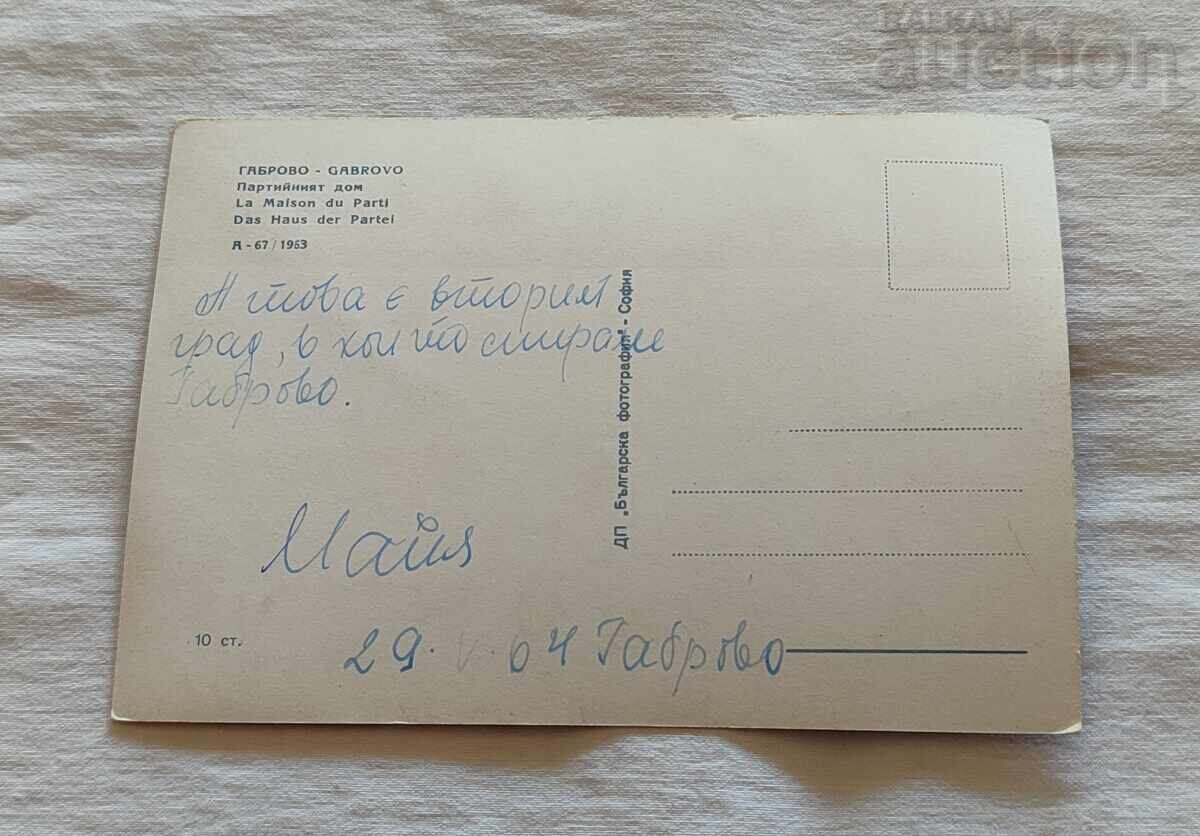 BALKAN
auction
ГАБРОВО - GABROVO
Партийният дом
La Maison du Parti
Das Haus der Partei
А - 67 / 1963
А това е вторият
град, в който спираме
Габрово.
Майя
29. V. 64 Габрово
10 ст.
ДП „Българска фотография" - София